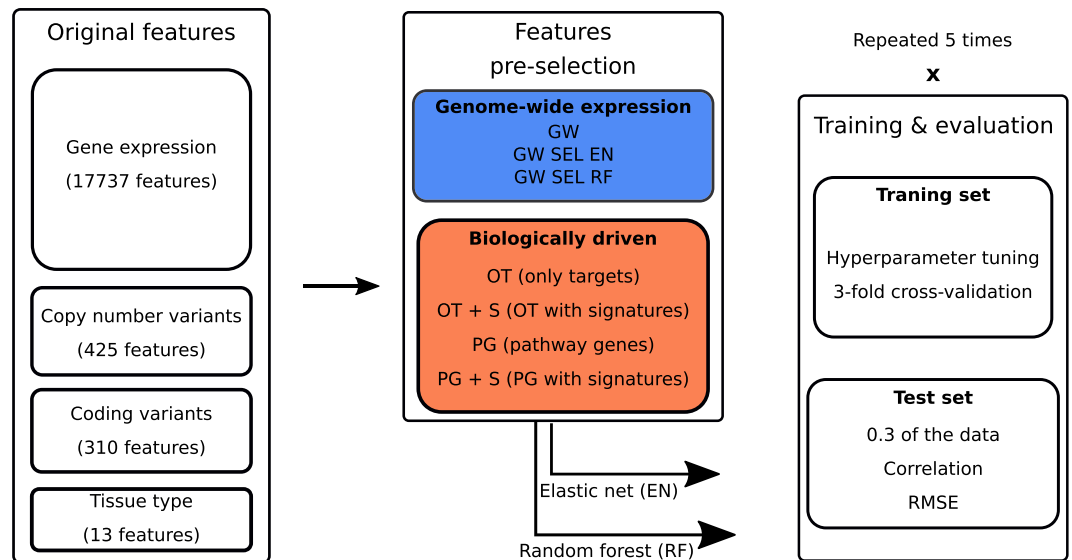 Original features
Gene expression
(17737 features)
Copy number variants
(425 features)
Coding variants
(310 features)
Tissue type
(13 features)
Features
pre-selection
Genome-wide expression
GW
GW SEL EN
GW SEL RF
Biologically driven
OT (only targets)
OT + S (OT with signatures)
PG (pathway genes)
PG + S (PG with signatures)
Elastic net (EN)
Random forest (RF)
Repeated 5 times
x
Training & evaluation
Traning set
Hyperparameter tuning
3-fold cross-validation
Test set
0.3 of the data
Correlation
RMSE